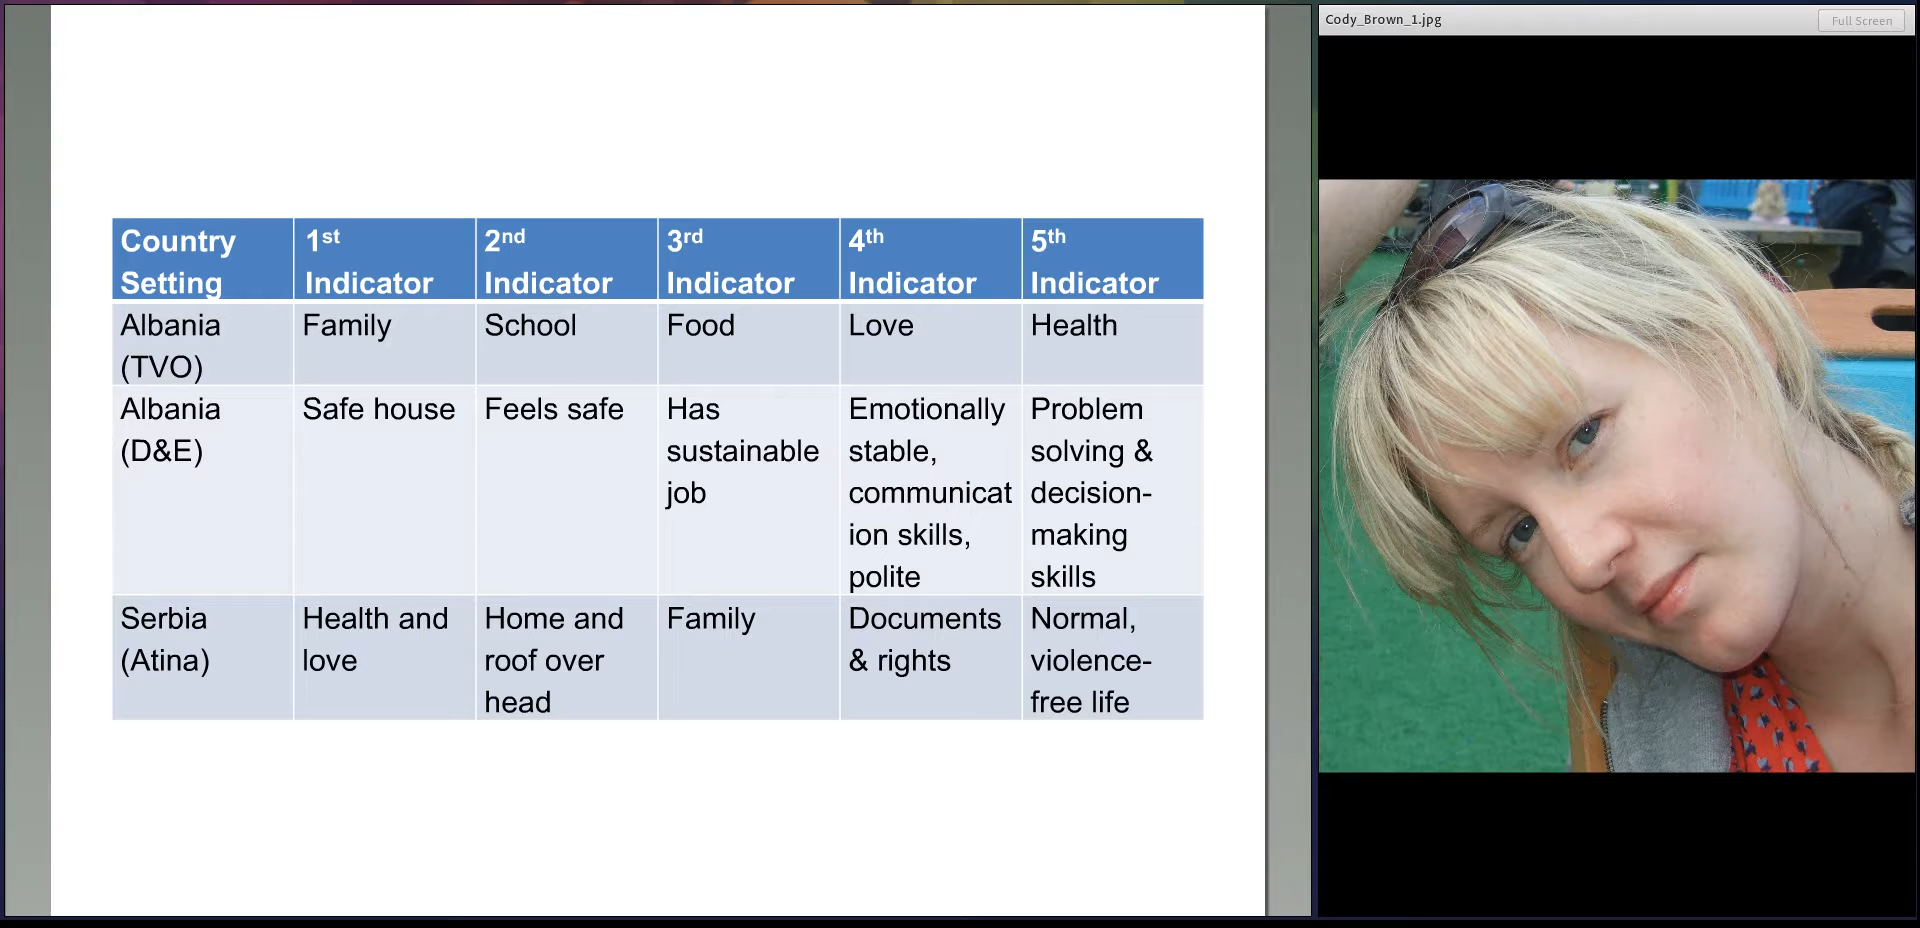 Country Setting | 1st Indicator | 2nd Indicator | 3rd Indicator | 4th Indicator | 5th Indicator
Albania (TVO) | Family | School | Food | Love | Health
Albania (D&E) | Safe house | Feels safe | Has sustainable job | Emotionally stable, communication skills, polite | Problem solving & decision-making skills
Serbia (Atina) | Health and love | Home and roof over head | Family | Documents & rights | Normal, violence-free life
Cody_Brown_1.jpg
Full Screen